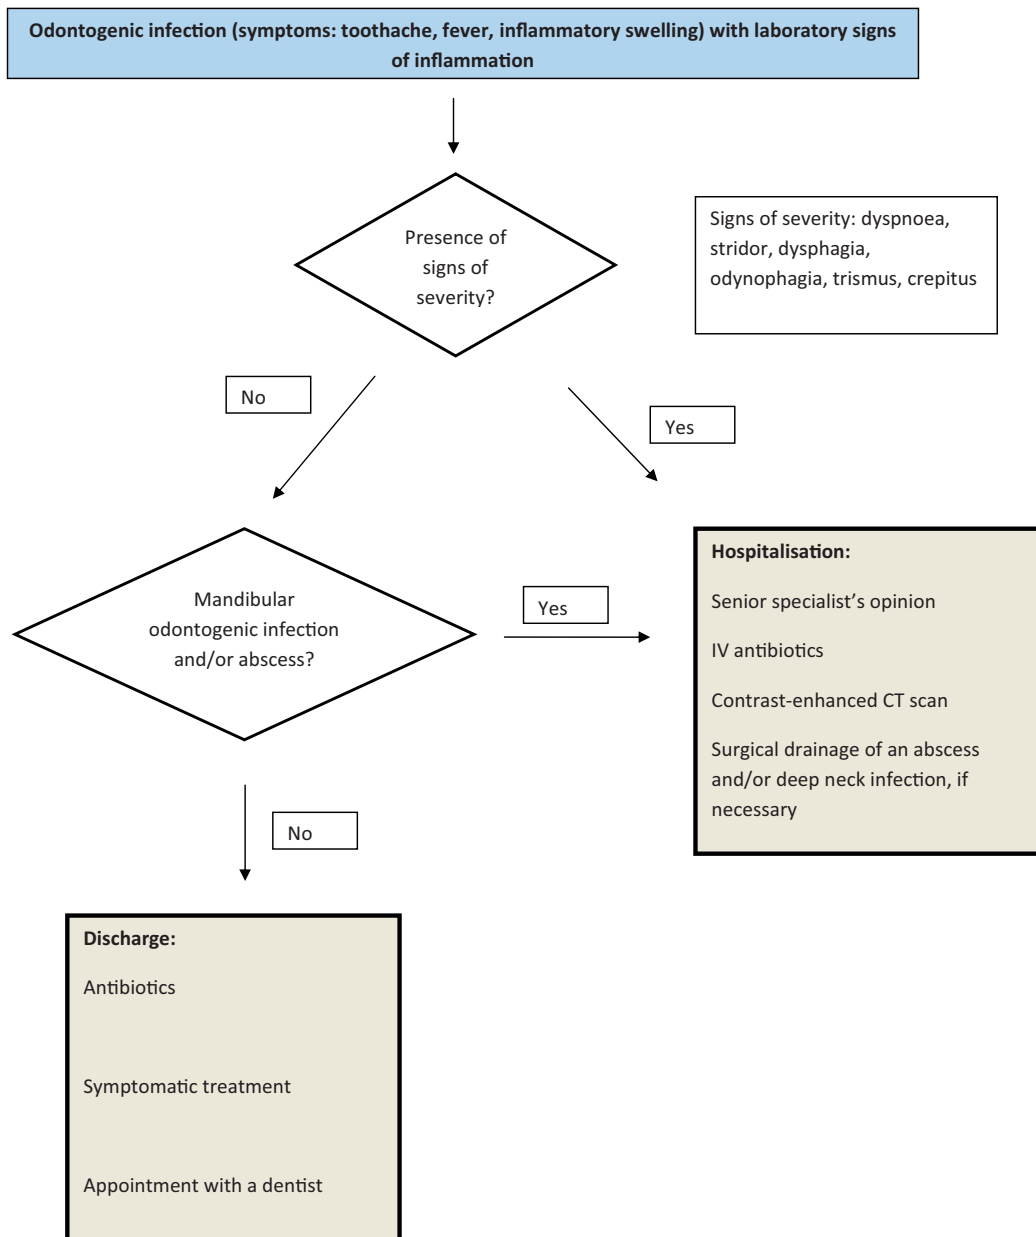 Odontogenic infection (symptoms: toothache, fever, inflammatory swelling) with laboratory signs
of inflammation
Presence of
signs of
severity?
Signs of severity: dyspnoea,
stridor, dysphagia,
odynophagia, trismus, crepitus
No
Yes
Mandibular
odontogenic infection
and/or abscess?
Yes
Hospitalisation:
Senior specialist’s opinion
IV antibiotics
Contrast-enhanced CT scan
Surgical drainage of an abscess
and/or deep neck infection, if
necessary
No
Discharge:
Antibiotics
Symptomatic treatment
Appointment with a dentist